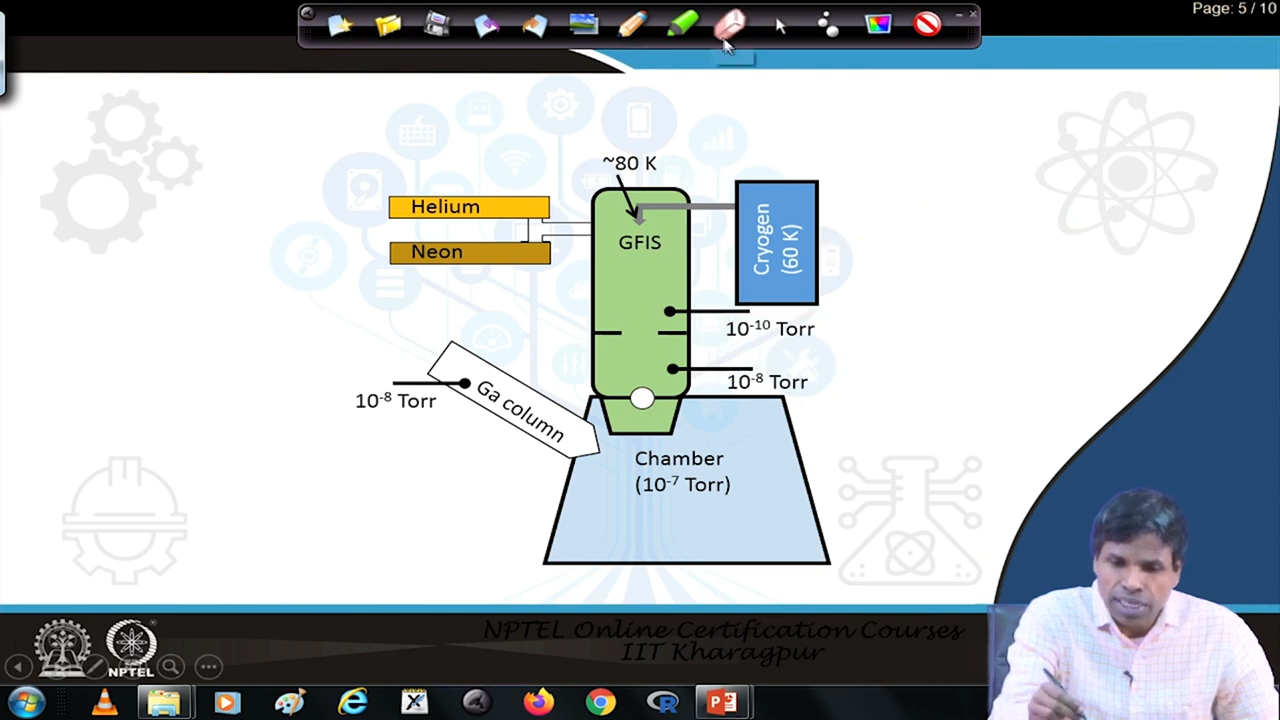 Page: 5 / 10
~80 K
Helium
Neon
GFIS
Cryogen
(60 K)
10-10 Torr
10-8 Torr
10-8 Torr
Ga column
Chamber
(10-7 Torr)
NPTEL Online Certification Courses
IIT Kharagpur
NPTEL